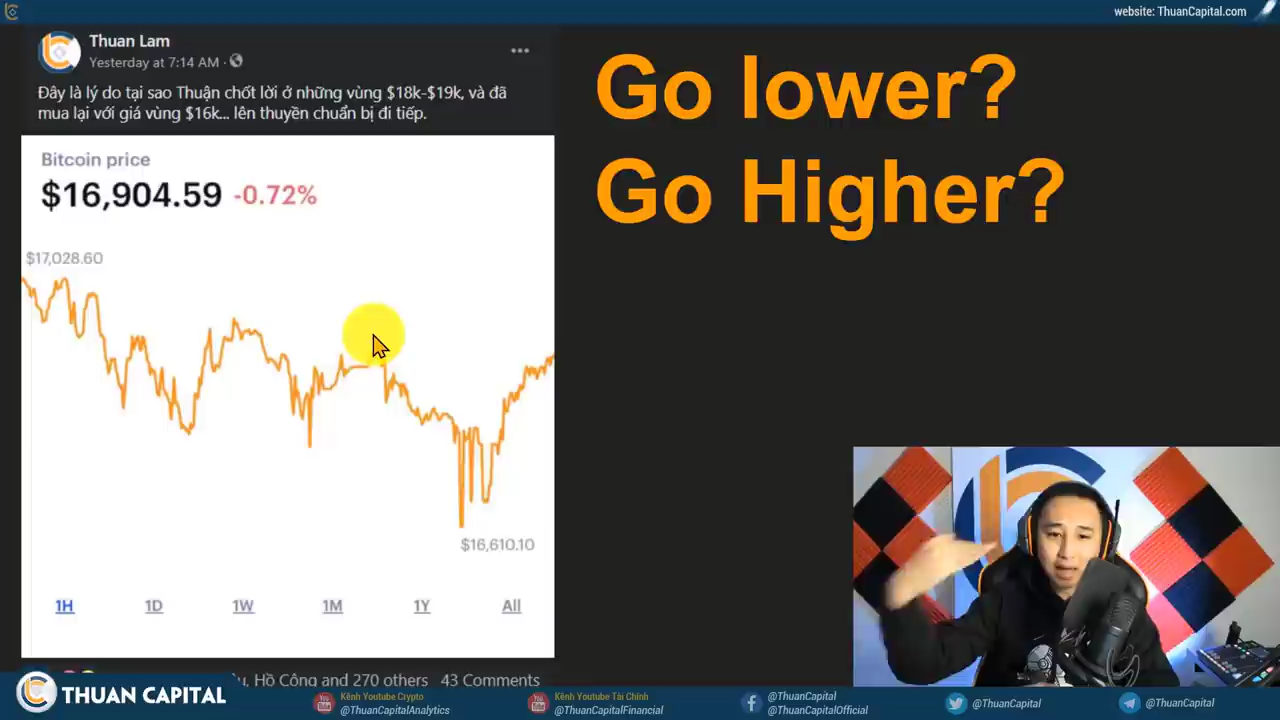 website: ThuanCapital.com
Thuan Lam
Yesterday at 7:14 AM ·
Đây là lý do tại sao Thuận chốt lời ở những vùng $18k-$19k, và đã
mua lại với giá vùng $16k... lên thuyền chuẩn bị đi tiếp.
Go lower?
Go Higher?
Bitcoin price
$16,904.59 -0.72%
$17,028.60
$16,610.10
1H 1D 1W 1M 1Y All
Hồ Công and 270 others 43 Comments
THUAN CAPITAL
Kênh Youtube Crypto
@ThuanCapitalAnalytics
Kênh Youtube Tài Chính
@ThuanCapitalFinancial
@ThuanCapital
@ThuanCapitalOfficial
@ThuanCapital
@ThuanCapital